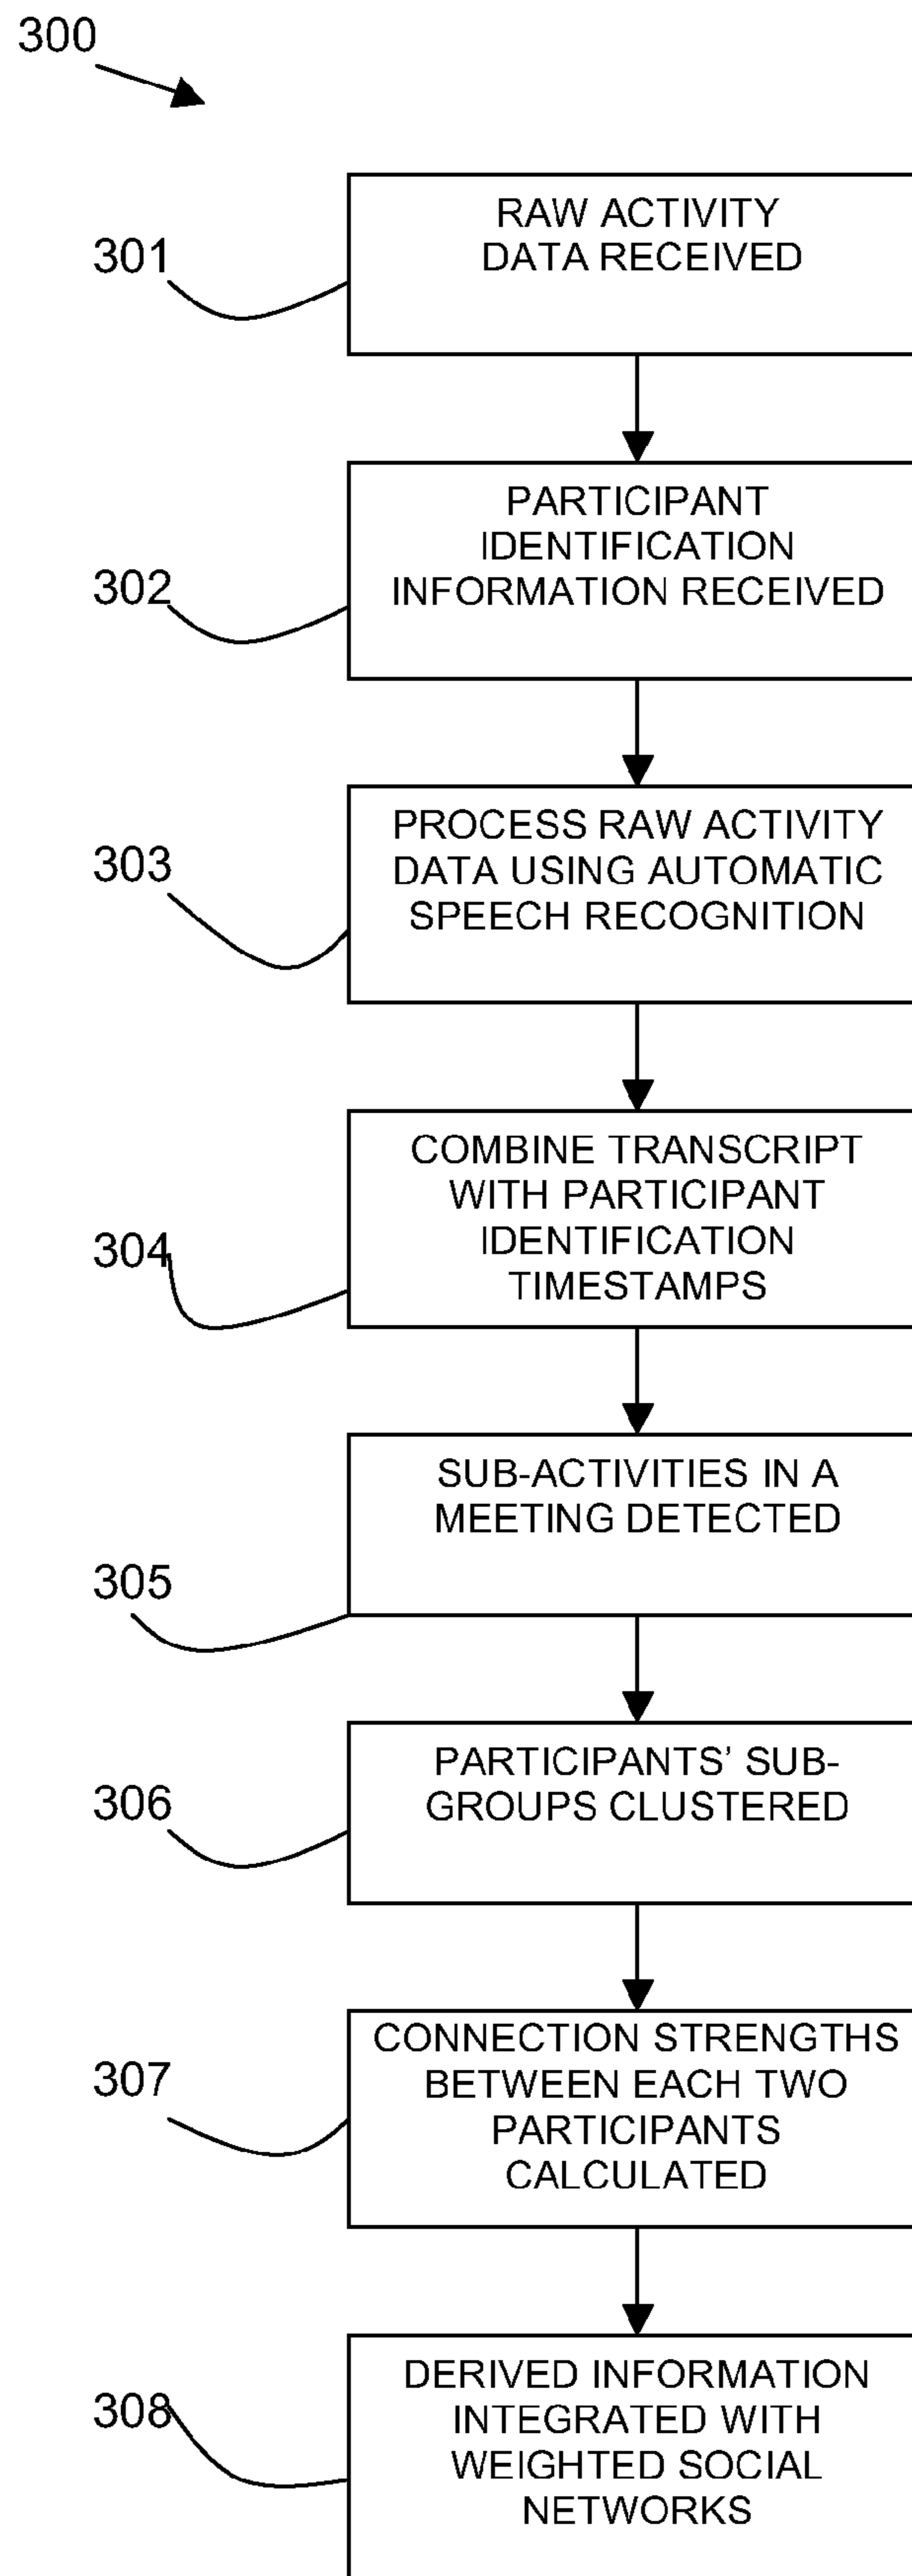 300
301
RAW ACTIVITY
DATA RECEIVED
302
PARTICIPANT
IDENTIFICATION
INFORMATION RECEIVED
303
PROCESS RAW ACTIVITY
DATA USING AUTOMATIC
SPEECH RECOGNITION
304
COMBINE TRANSCRIPT
WITH PARTICIPANT
IDENTIFICATION
TIMESTAMPS
305
SUB-ACTIVITIES IN A
MEETING DETECTED
306
PARTICIPANTS’ SUB-
GROUPS CLUSTERED
307
CONNECTION STRENGTHS
BETWEEN EACH TWO
PARTICIPANTS
CALCULATED
308
DERIVED INFORMATION
INTEGRATED WITH
WEIGHTED SOCIAL
NETWORKS